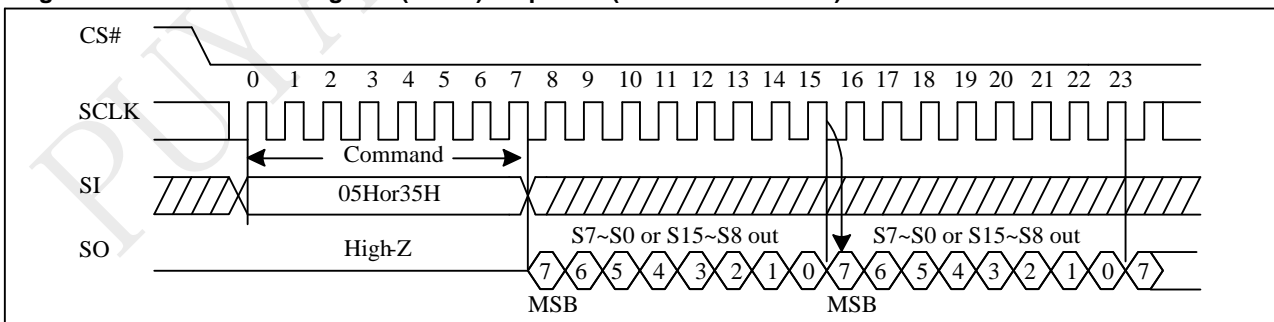 CS#
0 1 2 3 4 5 6 7 8 9 10 11 12 13 14 15 16 17 18 19 20 21 22 23
SCLK
Command
SI
05Hor35H
S7~S0 or S15~S8 out S7~S0 or S15~S8 out
SO
High-Z
7 6 5 4 3 2 1 0 7 6 5 4 3 2 1 0 7
MSB MSB